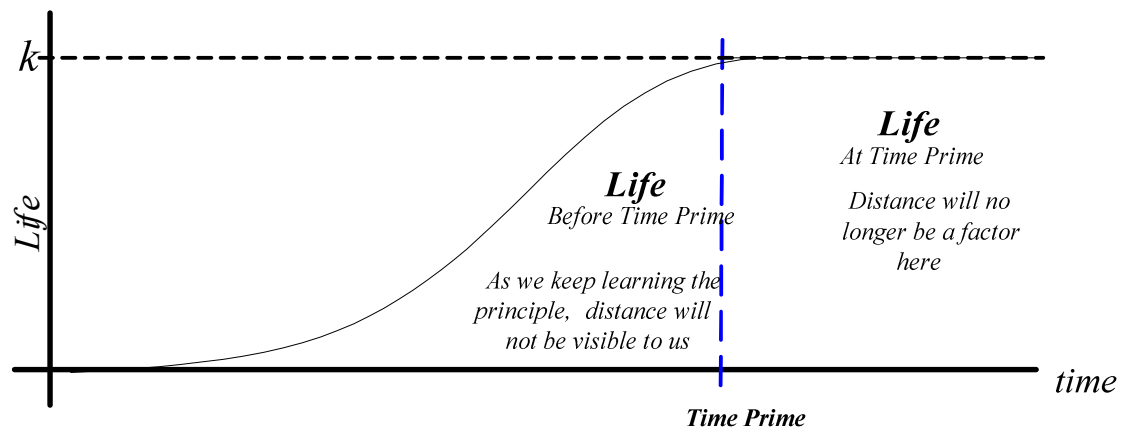 k
Life
At Time Prime
Life
Before Time Prime
Distance will no
longer be a factor
here
Life
As we keep learning the
principle, distance will
not be visible to us
time
Time Prime